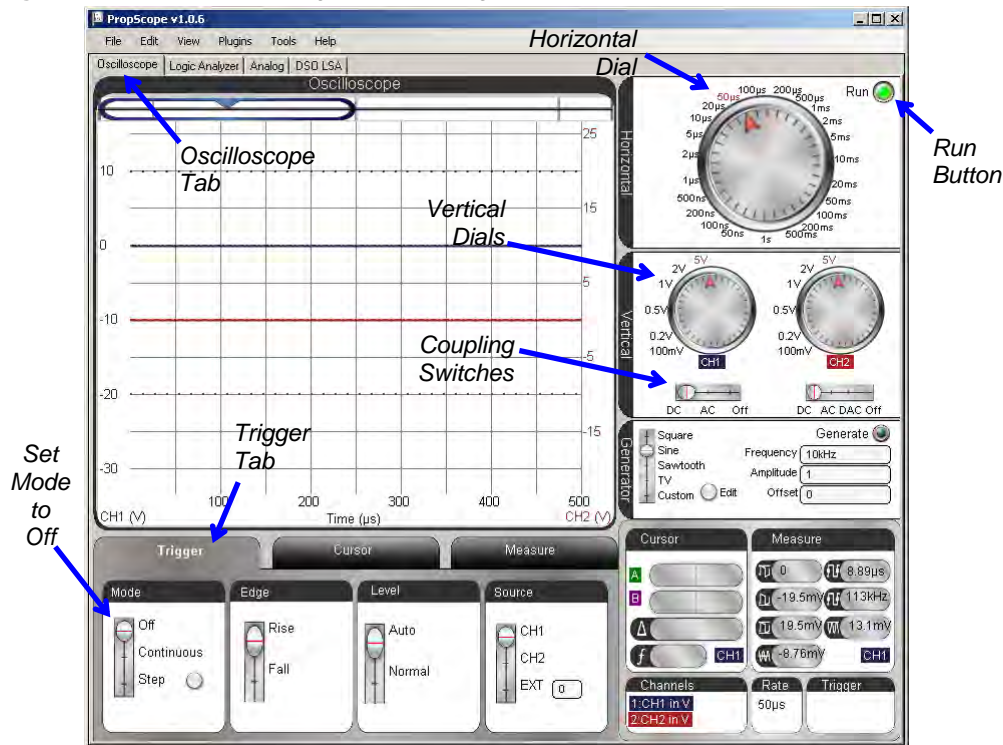 PropScope v1.0.6
File Edit View Plugins Tools Help
Oscilloscope Logic Analyzer Analog DSO LSA
Horizontal
Dial
Oscilloscope
25
10
15
0
5
-10
-5
-20
-15
-30
100 200 300 400 500
CH1 (V) Time (µs) CH2 (V)
Oscilloscope
Tab
Vertical
Dials
Coupling
Switches
Trigger
Tab
Set
Mode
to
Off
Run
Button
Horizontal
Run
50ns
100ns
200ns
500ns
1µs
2µs
5µs
10µs
20µs
50µs
100µs
200µs
500µs
1ms
2ms
5ms
10ms
20ms
50ms
100ms
200ms
500ms
1s
Vertical
5V
2V
1V
0.5V
0.2V
100mV
CH1
DC AC Off
5V
2V
1V
0.5V
0.2V
100mV
CH2
DC AC DAC Off
Generator
Square
Sine
Sawtooth
TV
Custom Edit
Generate
Frequency 10kHz
Amplitude 1
Offset 0
Trigger Cursor Measure
Mode
Off
Continuous
Step
Edge
Rise
Fall
Level
Auto
Normal
Source
CH1
CH2
EXT 0
Cursor
A
B
Δ
f CH1
Measure
0 8.89µs
-19.5mV 113kHz
19.5mV 13.1mV
-8.76mV CH1
Channels
1:CH1 in V
2:CH2 in V
Rate
50µs
Trigger